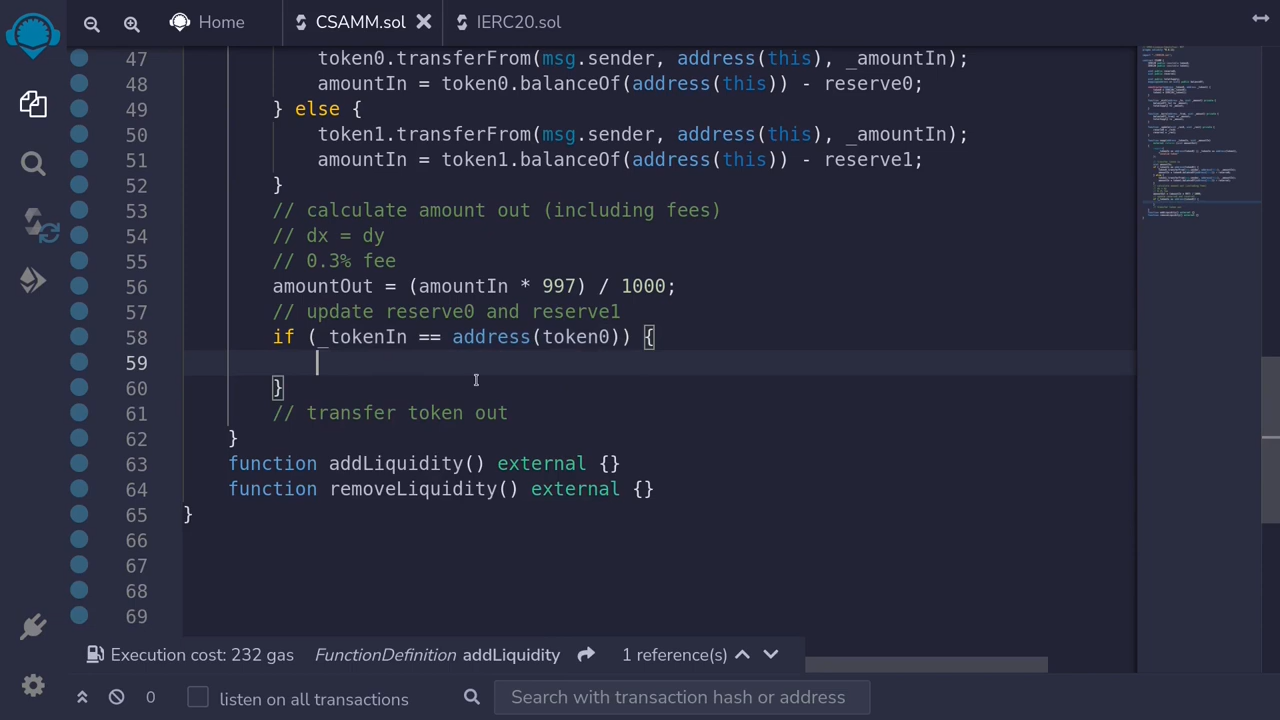 Home CSAMM.sol IERC20.sol
47 token0.transferFrom(msg.sender, address(this), _amountIn);
48 amountIn = token0.balanceOf(address(this)) - reserve0;
49 } else {
50 token1.transferFrom(msg.sender, address(this), _amountIn);
51 amountIn = token1.balanceOf(address(this)) - reserve1;
52 }
53 // calculate amount out (including fees)
54 // dx = dy
55 // 0.3% fee
56 amountOut = (amountIn * 997) / 1000;
57 // update reserve0 and reserve1
58 if (_tokenIn == address(token0)) {
59
60 }
61 // transfer token out
62 }
63 function addLiquidity() external {}
64 function removeLiquidity() external {}
65 }
66
67
68
69
Execution cost: 232 gas FunctionDefinition addLiquidity 1 reference(s)
0 listen on all transactions Search with transaction hash or address